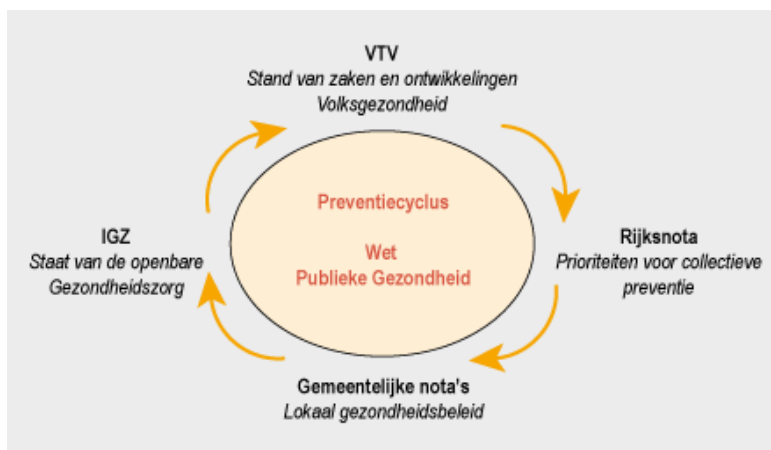 VTV
Stand van zaken en ontwikkelingen
Volksgezondheid
Preventiecyclus
Wet
Publieke Gezondheid
IGZ
Staat van de openbare
Gezondheidszorg
Rijksnota
Prioriteiten voor collectieve
preventie
Gemeentelijke nota's
Lokaal gezondheidsbeleid